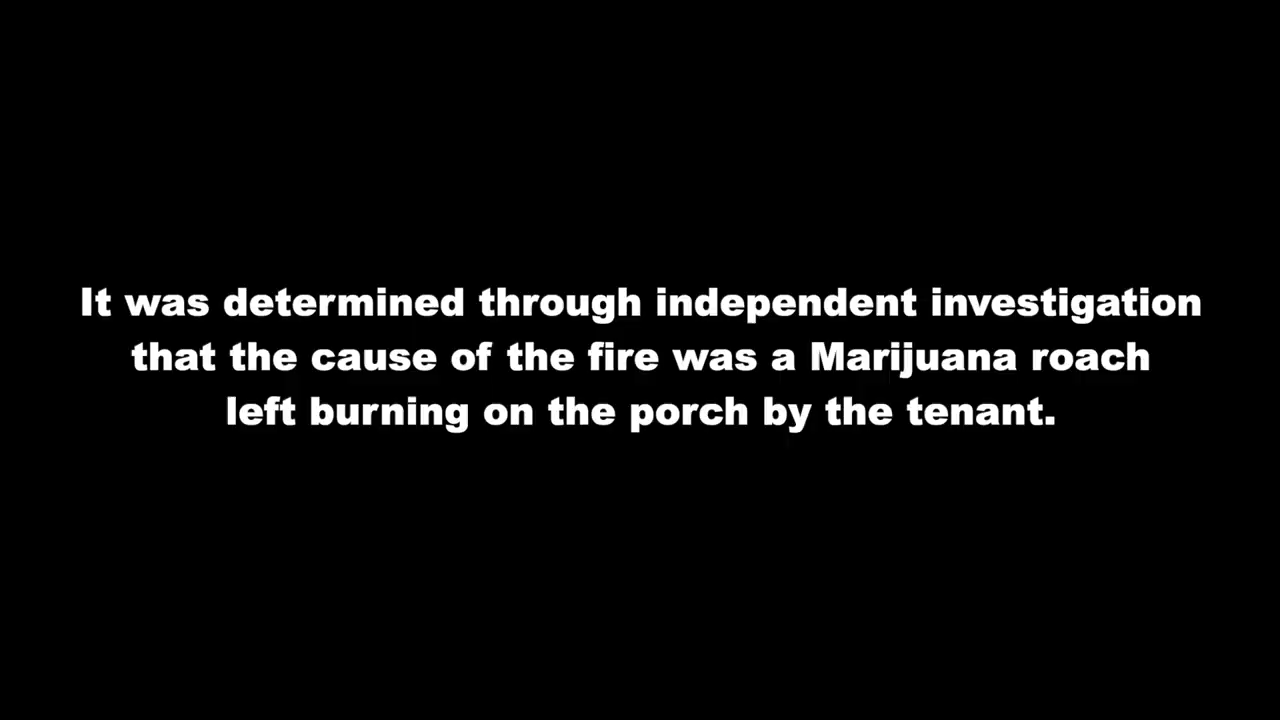 It was determined through independent investigation
that the cause of the fire was a Marijuana roach
left burning on the porch by the tenant.